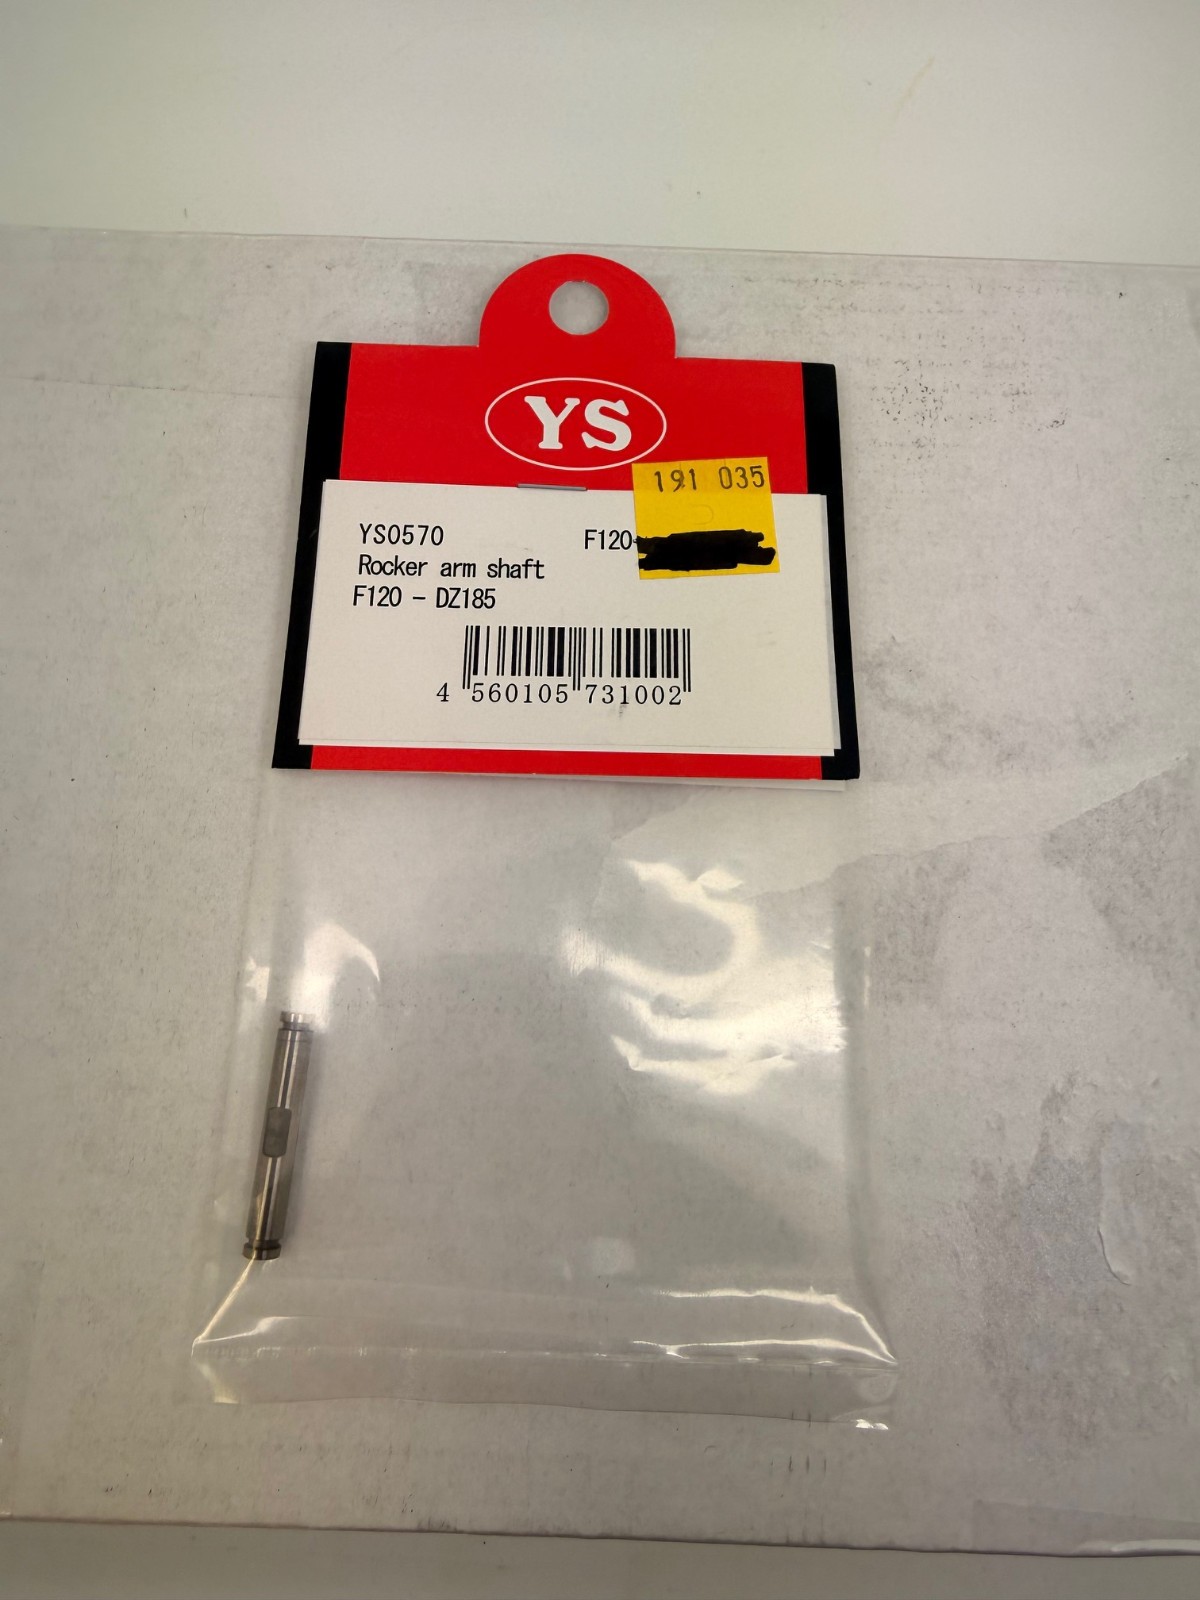 YS
191 035
YS0570 F120-
Rocker arm shaft
F120 - DZ185
4 560105 731002